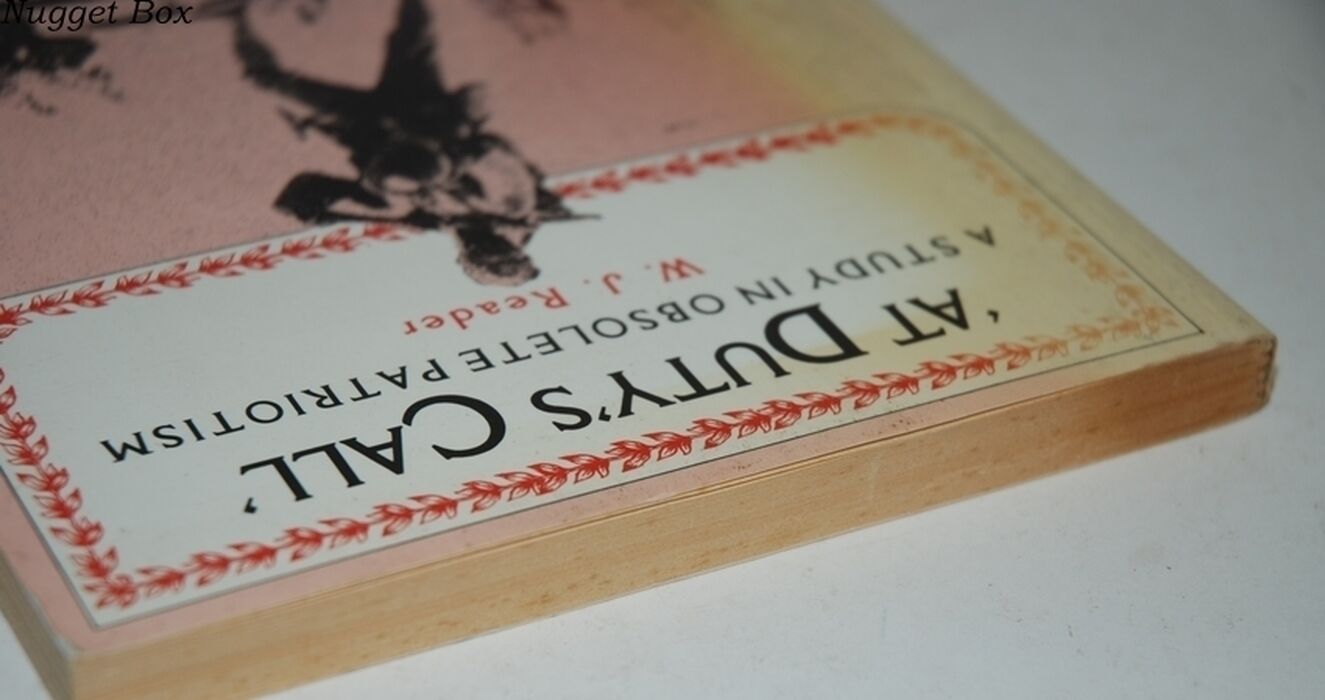 Nugget Box
'AT DUTY'S CALL'
A STUDY IN OBSOLETE PATRIOTISM
W. J. Reader